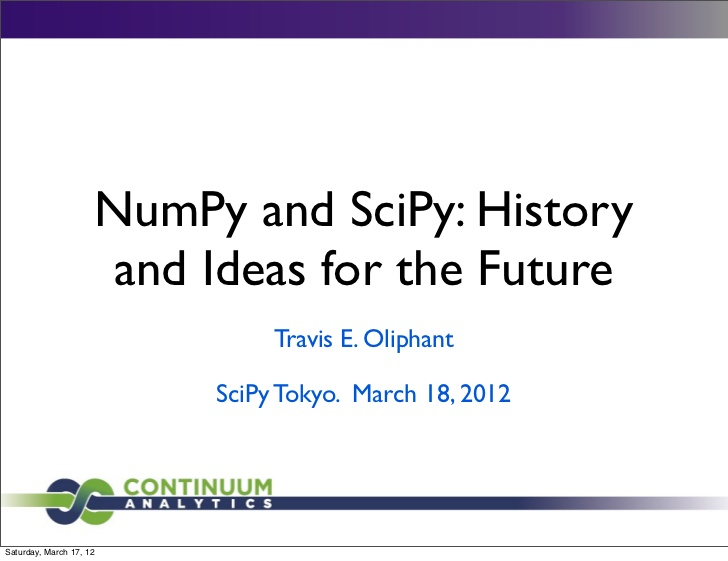 NumPy and SciPy: History
and Ideas for the Future
Travis E. Oliphant
SciPy Tokyo. March 18, 2012
CONTINUUM
ANALYTICS
Saturday, March 17, 12